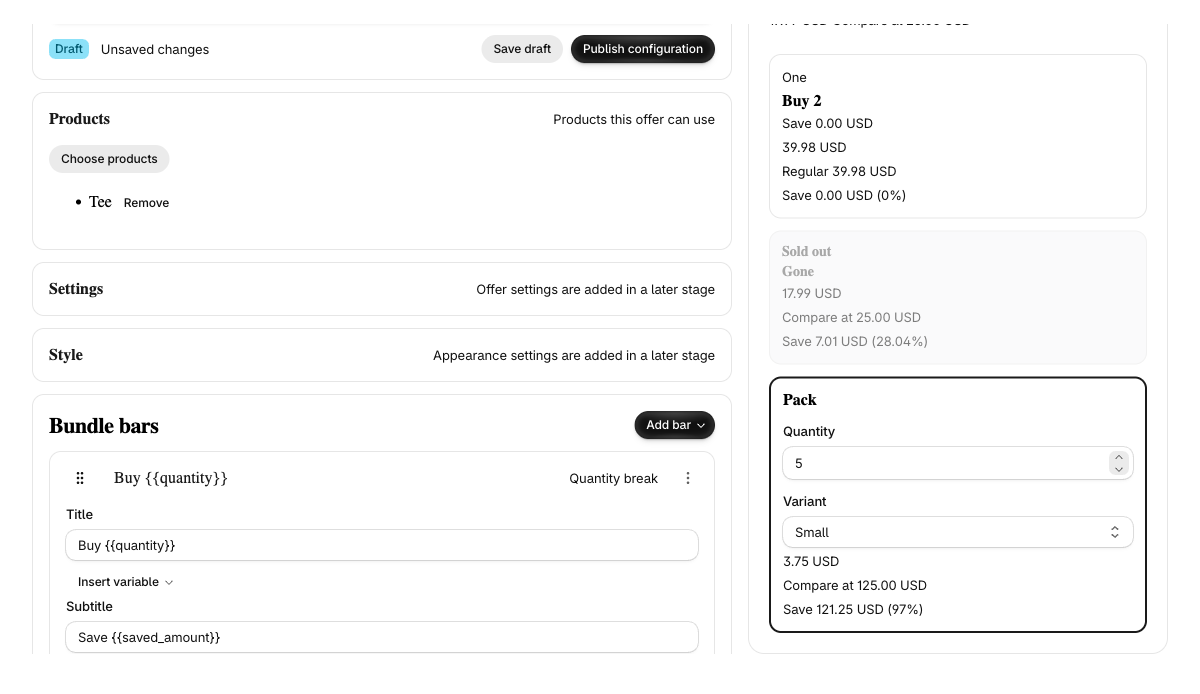 Draft Unsaved changes Save draft Publish configuration
Products Products this offer can use
Choose products
• Tee Remove
Settings Offer settings are added in a later stage
Style Appearance settings are added in a later stage
Bundle bars Add bar
Buy {{quantity}} Quantity break
Title
Buy {{quantity}}
Insert variable
Subtitle
Save {{saved_amount}}
One
Buy 2
Save 0.00 USD
39.98 USD
Regular 39.98 USD
Save 0.00 USD (0%)
Sold out
Gone
17.99 USD
Compare at 25.00 USD
Save 7.01 USD (28.04%)
Pack
Quantity
5
Variant
Small
3.75 USD
Compare at 125.00 USD
Save 121.25 USD (97%)